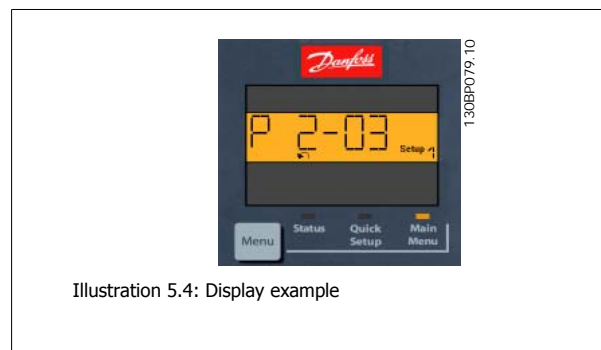 Danfoss
130BP079.10
P 2-03
Setup 1
Status Quick Setup Main Menu
Menu
Illustration 5.4: Display example